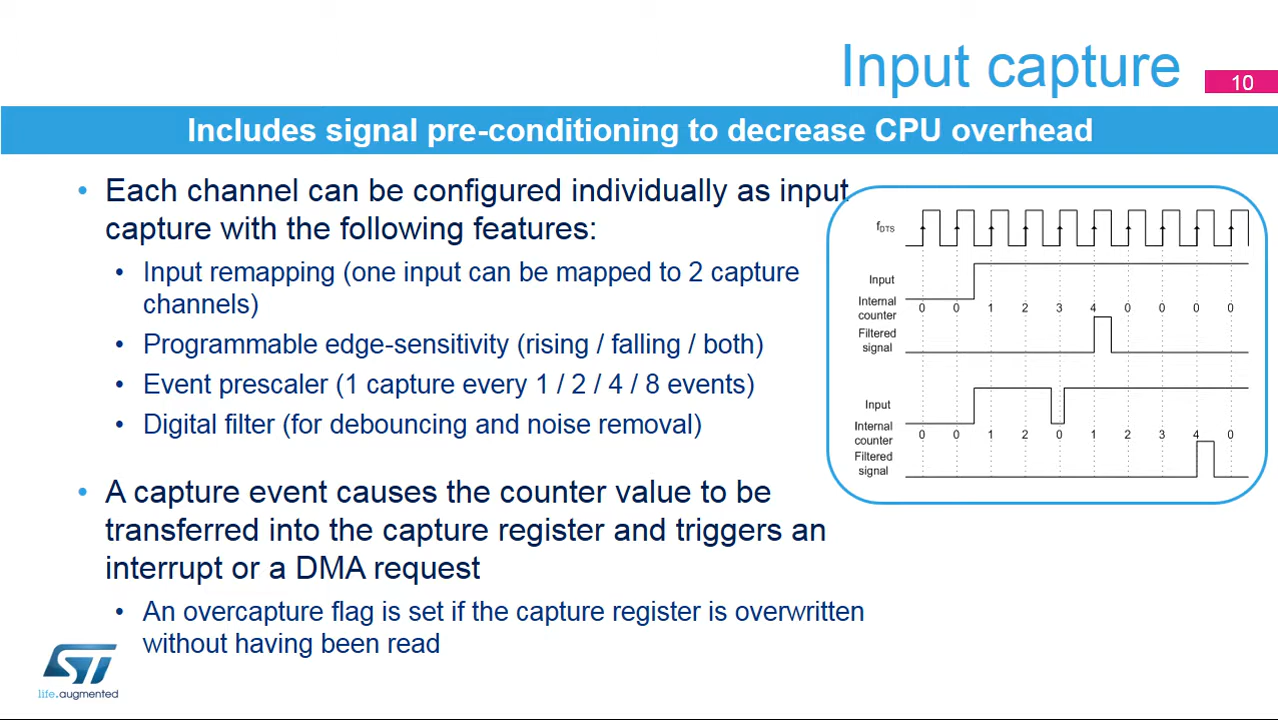 Input capture
10
Includes signal pre-conditioning to decrease CPU overhead
• Each channel can be configured individually as input
capture with the following features:
• Input remapping (one input can be mapped to 2 capture
channels)
• Programmable edge-sensitivity (rising / falling / both)
• Event prescaler (1 capture every 1 / 2 / 4 / 8 events)
• Digital filter (for debouncing and noise removal)
• A capture event causes the counter value to be
transferred into the capture register and triggers an
interrupt or a DMA request
• An overcapture flag is set if the capture register is overwritten
without having been read
fDTS
Input
Internal
counter
0 0 1 2 3 4 0 0 0 0
Filtered
signal
Input
Internal
counter
0 0 1 2 0 1 2 3 4 0
Filtered
signal
ST
life.augmented